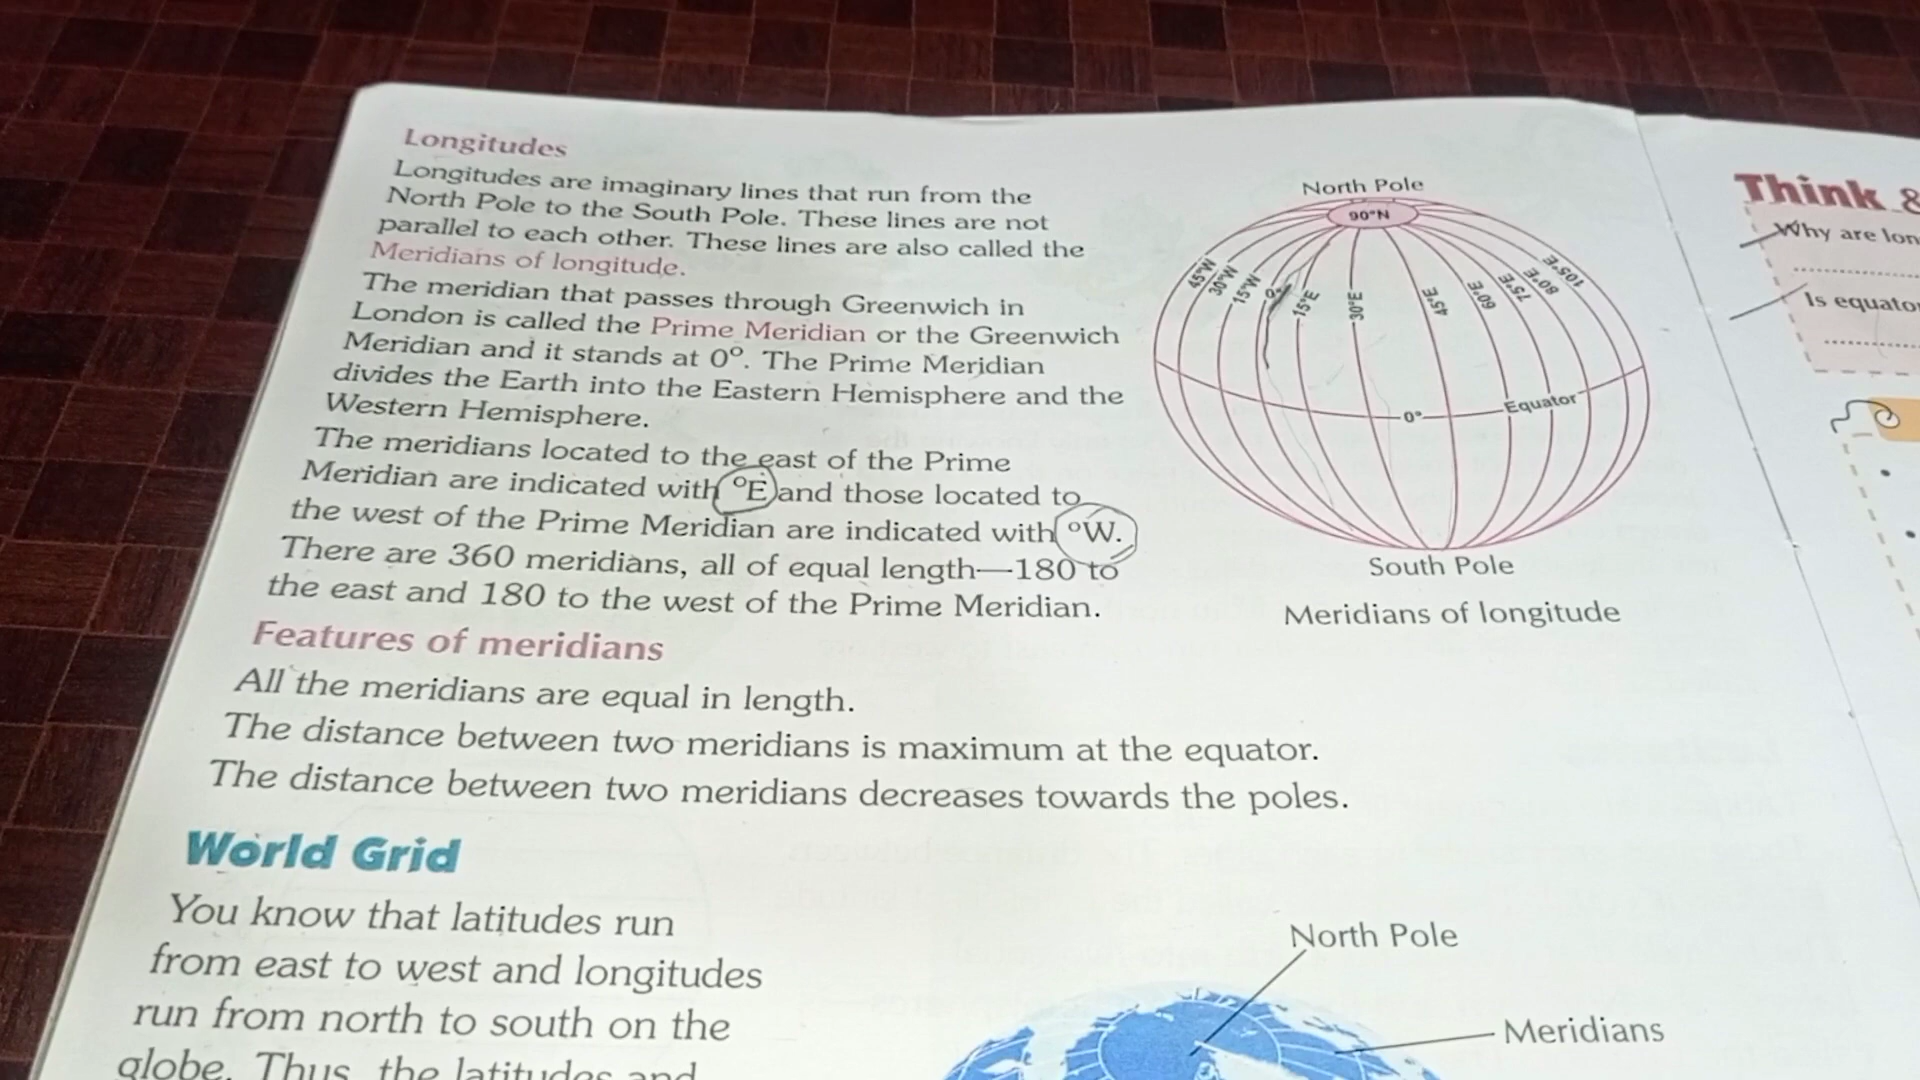 Longitudes
Longitudes are imaginary lines that run from the
North Pole to the South Pole. These lines are not
parallel to each other. These lines are also called the
Meridians of longitude.
The meridian that passes through Greenwich in
London is called the Prime Meridian or the Greenwich
Meridian and it stands at 0°. The Prime Meridian
divides the Earth into the Eastern Hemisphere and the
Western Hemisphere.
The meridians located to the east of the Prime
Meridian are indicated with °E and those located to
the west of the Prime Meridian are indicated with °W.
There are 360 meridians, all of equal length—180 to
the east and 180 to the west of the Prime Meridian.
North Pole
90°N
45°W
30°W
15°W
0°
15°E
30°E
45°E
60°E
75°E
80°E
105°E
0°
Equator
South Pole
Meridians of longitude
Features of meridians
All the meridians are equal in length.
The distance between two meridians is maximum at the equator.
The distance between two meridians decreases towards the poles.
World Grid
You know that latitudes run
from east to west and longitudes
run from north to south on the
globe. Thus, the latitudes and
North Pole
Meridians
Think &
Why are lon
Is equator